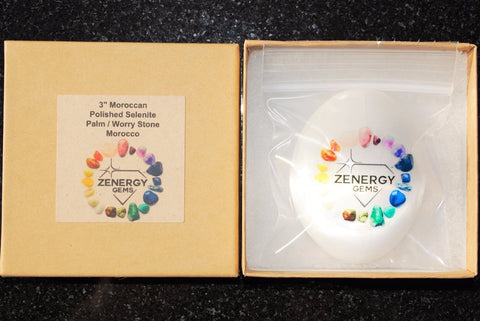 3" Moroccan
Polished Selenite
Palm / Worry Stone
Morocco
ZENERGY
GEMS
ZENERGY
GEMS